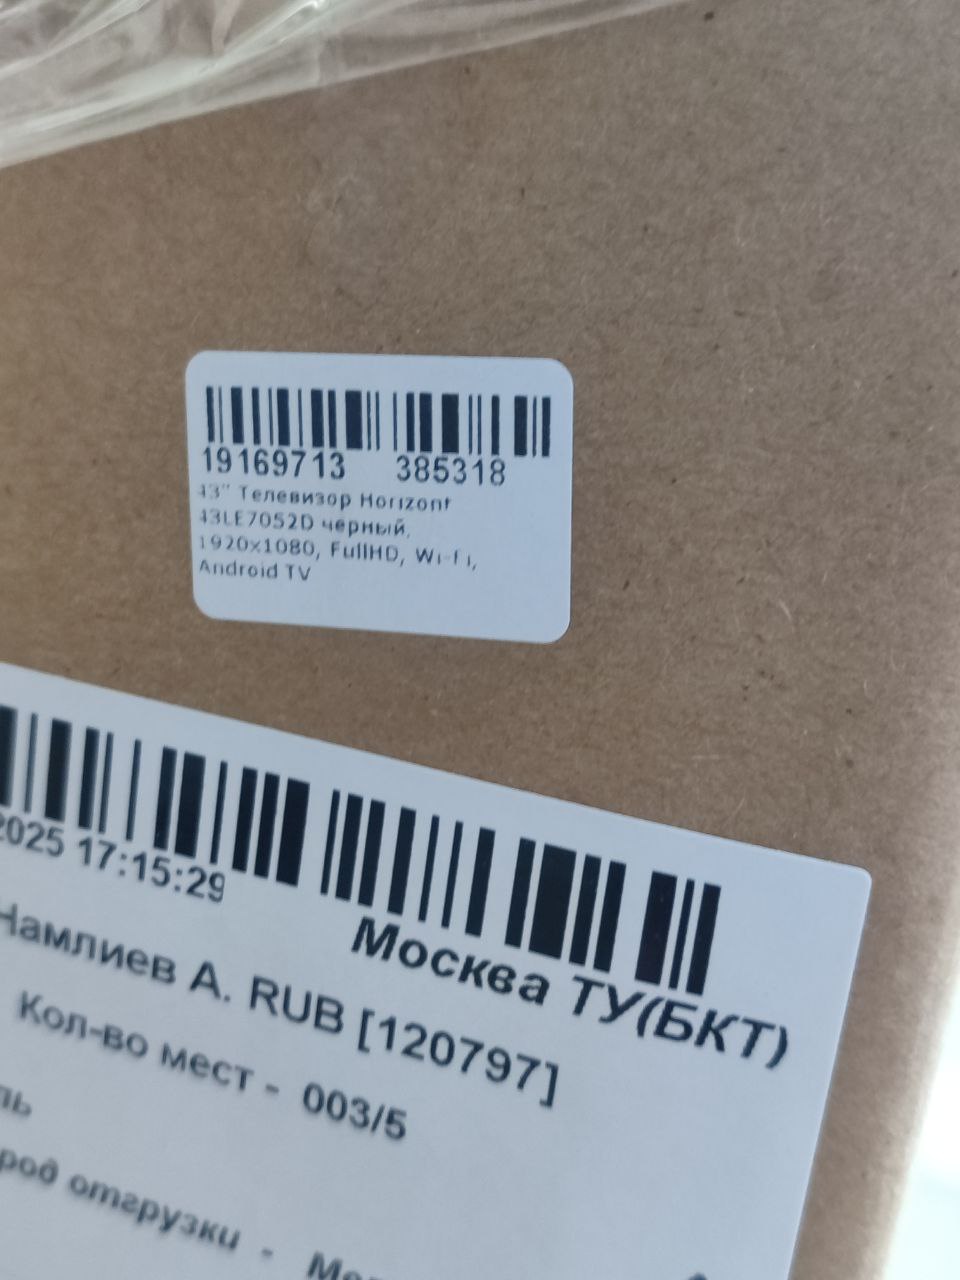 19169713 385318
43" Телевизор Horizont
43LE7052D черный,
1920x1080, FullHD, Wi-Fi,
Android TV
2025 17:15:29
Москва ТУ(БКТ)
Намлиев А. RUB [120797]
Кол-во мест - 003/5
ль
род отгрузки -